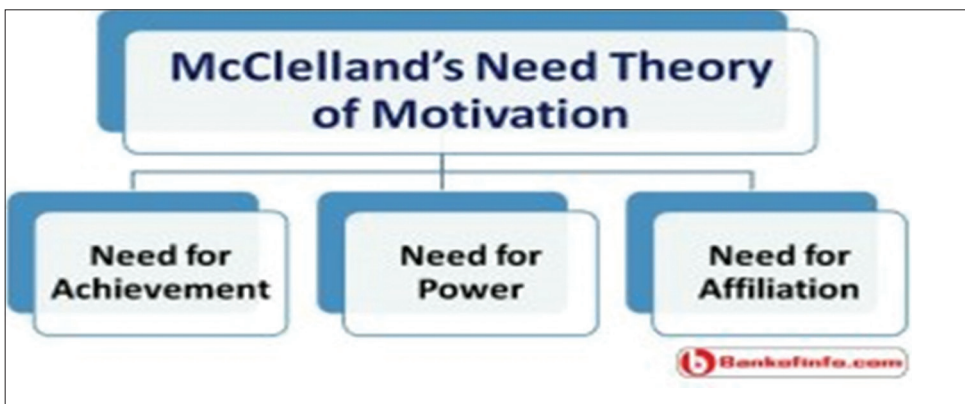 McClelland's Need Theory
of Motivation
Need for
Achievement
Need for
Power
Need for
Affiliation
b Bankofinfo.com